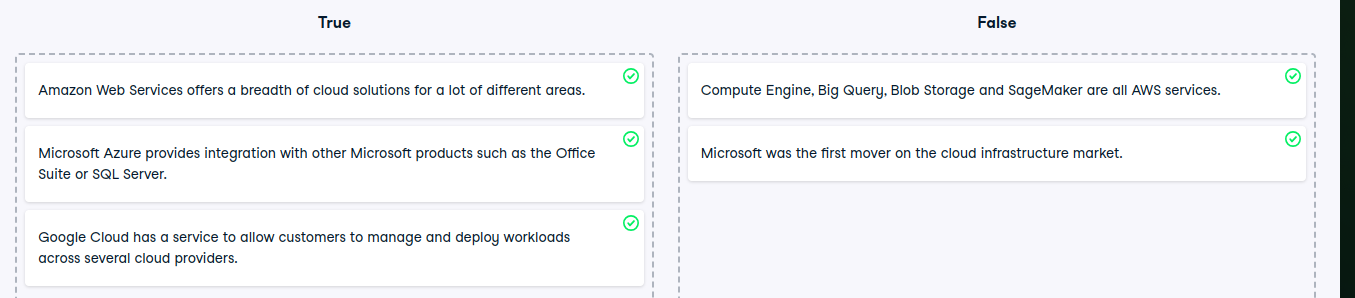 True
Amazon Web Services offers a breadth of cloud solutions for a lot of different areas.
Microsoft Azure provides integration with other Microsoft products such as the Office
Suite or SQL Server.
Google Cloud has a service to allow customers to manage and deploy workloads
across several cloud providers.
False
Compute Engine, Big Query, Blob Storage and SageMaker are all AWS services.
Microsoft was the first mover on the cloud infrastructure market.